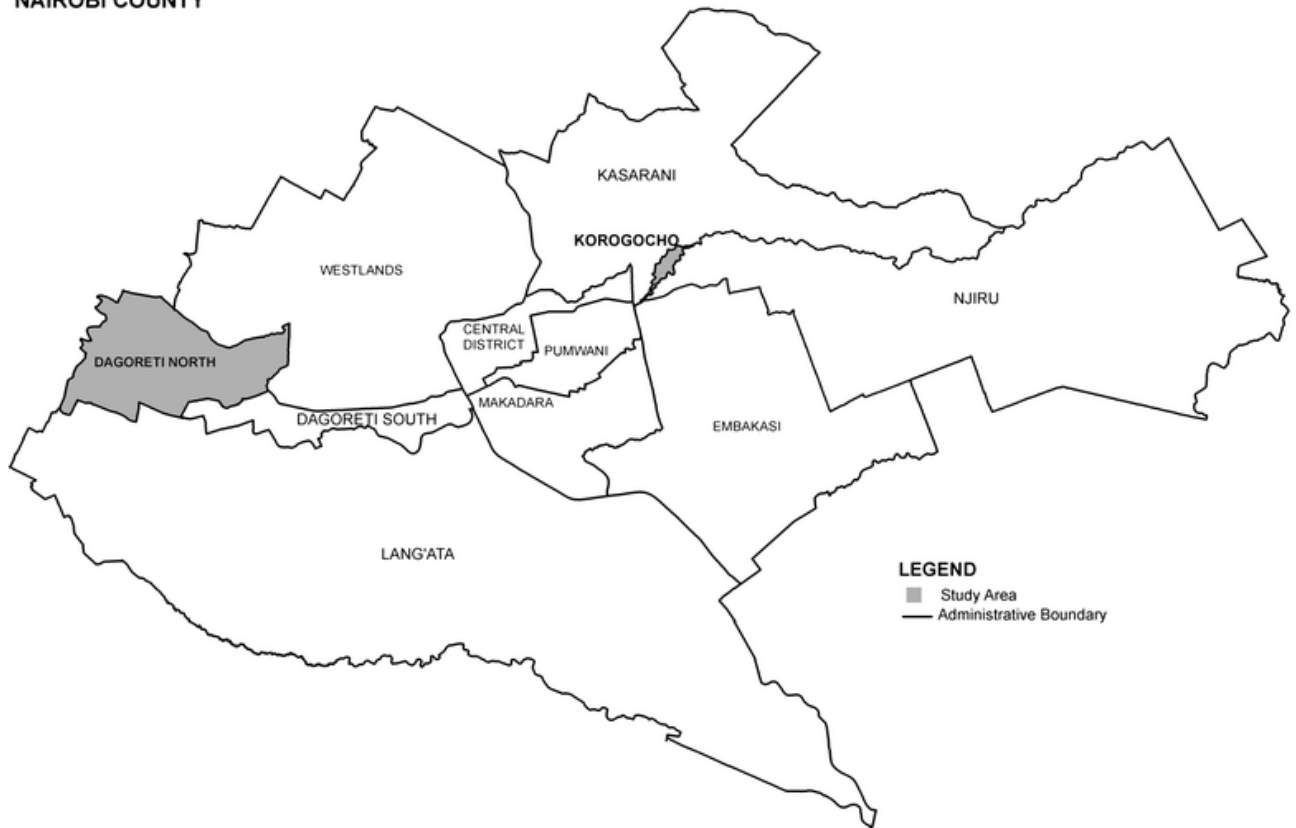 NAIROBI COUNTY
KASARANI
KOROGOCHO
WESTLANDS
NJIRU
CENTRAL
DISTRICT
PUMWANI
DAGORETI NORTH
MAKADARA
DAGORETI SOUTH
EMBAKASI
LANG'ATA
LEGEND
Study Area
Administrative Boundary